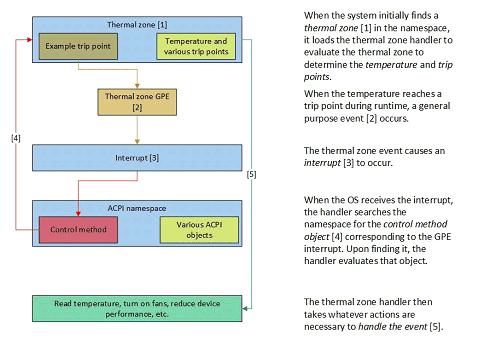 Thermal zone [1]
Example trip point
Temperature and
various trip points
Thermal zone GPE
[2]
[4]
Interrupt [3]
[5]
ACPI namespace
Control method
Various ACPI
objects
Read temperature, turn on fans, reduce device
performance, etc.
When the system initially finds a
thermal zone [1] in the namespace,
it loads the thermal zone handler to
evaluate the thermal zone to
determine the temperature and trip
points.
When the temperature reaches a
trip point during runtime, a general
purpose event [2] occurs.
The thermal zone event causes an
interrupt [3] to occur.
When the OS receives the interrupt,
the handler searches the
namespace for the control method
object [4] corresponding to the GPE
interrupt. Upon finding it, the
handler evaluates that object.
The thermal zone handler then
takes whatever actions are
necessary to handle the event [5].